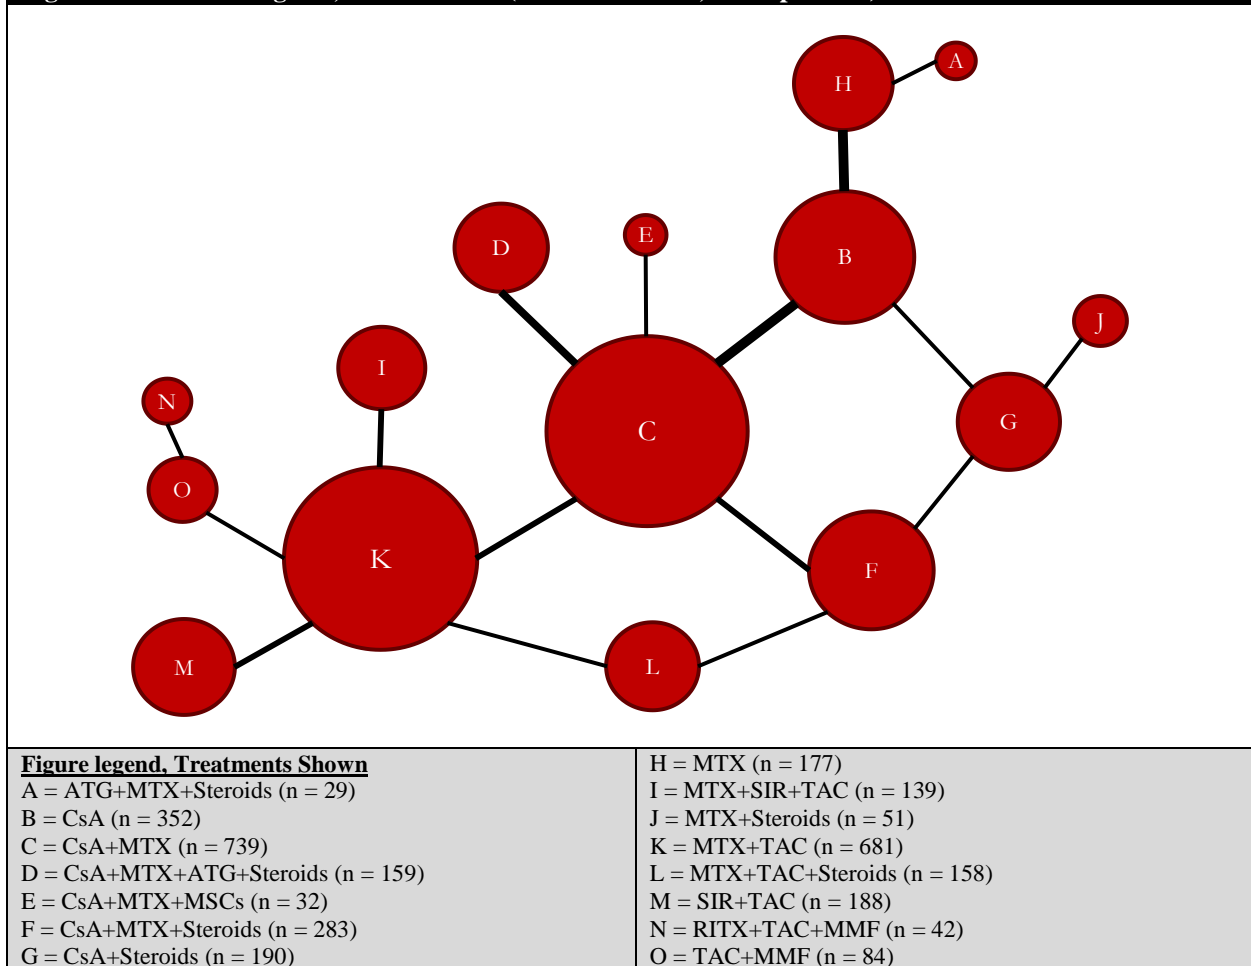 H
A
D
E
B
J
I
N
C
G
O
K
F
M
L
Figure legend, Treatments Shown
A = ATG+MTX+Steroids (n = 29)
B = CsA (n = 352)
C = CsA+MTX (n = 739)
D = CsA+MTX+ATG+Steroids (n = 159)
E = CsA+MTX+MSCs (n = 32)
F = CsA+MTX+Steroids (n = 283)
G = CsA+Steroids (n = 190)
H = MTX (n = 177)
I = MTX+SIR+TAC (n = 139)
J = MTX+Steroids (n = 51)
K = MTX+TAC (n = 681)
L = MTX+TAC+Steroids (n = 158)
M = SIR+TAC (n = 188)
N = RITX+TAC+MMF (n = 42)
O = TAC+MMF (n = 84)